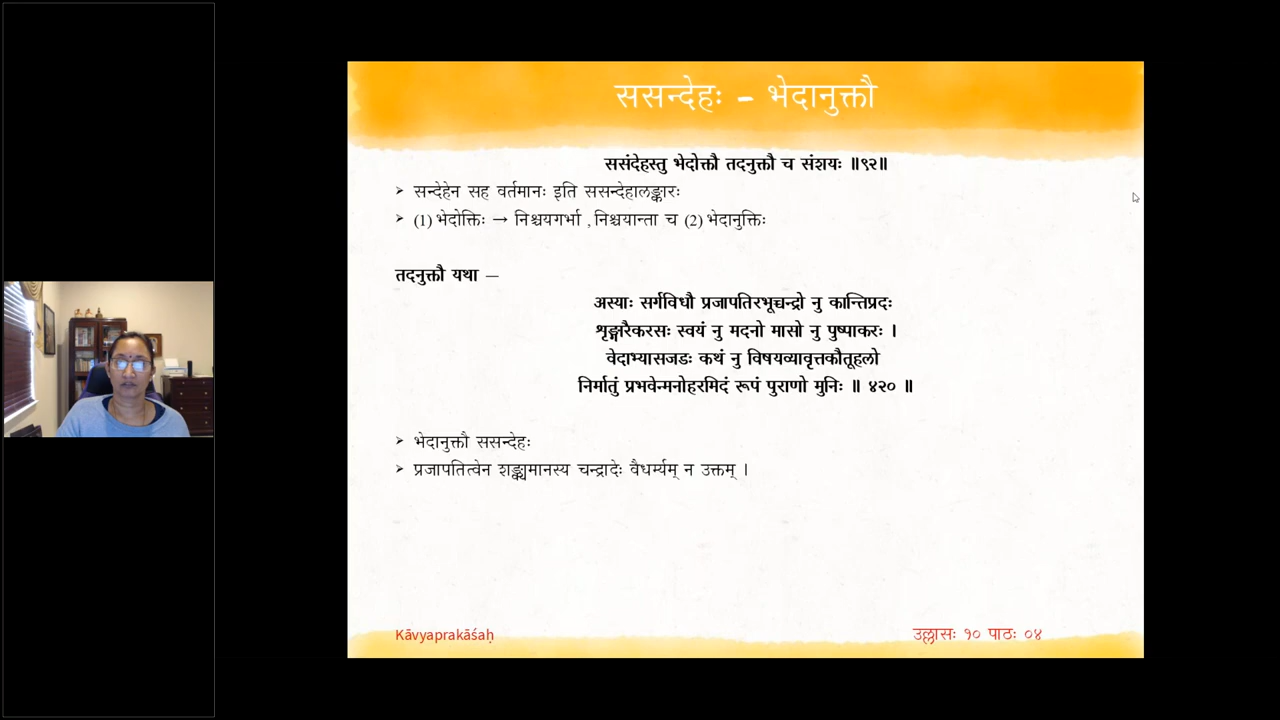 ससन्देहः - भेदानुक्तौ
ससंदेहस्तु भेदोक्तौ तदनुक्तौ च संशयः ॥९२॥
➢ सन्देहेन सह वर्तमानः इति ससन्देहालङ्कारः
➢ (1) भेदोक्तिः → निश्चयगर्भा , निश्चयान्ता च (2) भेदानुक्तिः
तदनुक्तौ यथा —
अस्याः सर्गविधौ प्रजापतिरभूच्चन्द्रो नु कान्तिप्रदः
शृङ्गारैकरसः स्वयं नु मदनो मासो नु पुष्पाकरः ।
वेदाभ्यासजडः कथं नु विषयव्यावृत्तकौतूहलो
निर्मातुं प्रभवेन्मनोहरमिदं रूपं पुराणो मुनिः ॥ ४२० ॥
➢ भेदानुक्तौ ससन्देहः
➢ प्रजापतित्वेन शङ्क्यमानस्य चन्द्रादेः वैधर्म्यम् न उक्तम् ।
Kāvyaprakāśaḥ
उल्लासः १० पाठः ०४